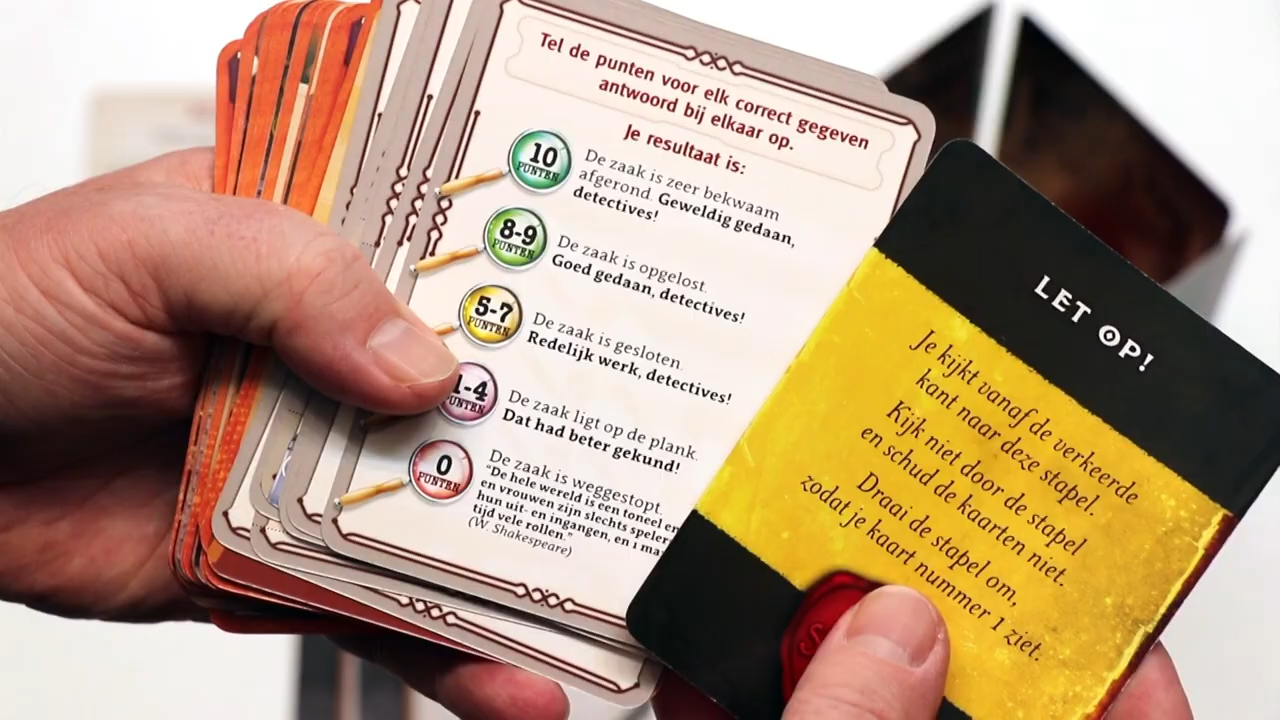 Tel de punten voor elk correct gegeven
antwoord bij elkaar op.
Je resultaat is:
10
PUNTEN
De zaak is zeer bekwaam
afgerond. Geweldig gedaan,
detectives!
8-9
PUNTEN
De zaak is opgelost.
Goed gedaan, detectives!
5-7
PUNTEN
De zaak is gesloten.
Redelijk werk, detectives!
1-4
PUNTEN
De zaak ligt op de plank.
Dat had beter gekund!
0
PUNTEN
De zaak is weggestopt.
"De hele wereld is een toneel en
en vrouwen zijn slechts speler
hun uit- en ingangen, en 1 ma
tijd vele rollen."
(W. Shakespeare)
LET OP!
Je kijkt vanaf de verkeerde
kant naar deze stapel.
Kijk niet door de stapel
en schud de kaarten niet.
Draai de stapel om,
zodat je kaart nummer 1 ziet.